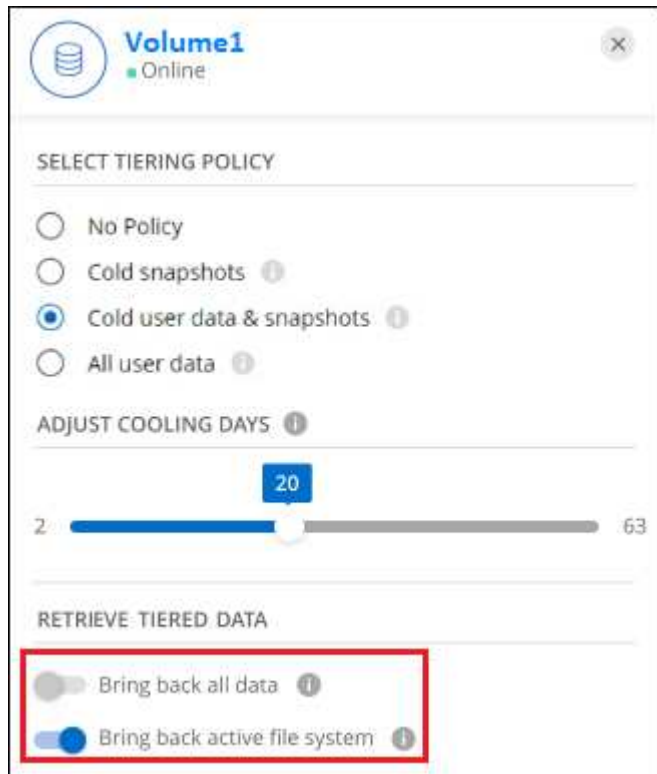 Volume1
Online
SELECT TIERING POLICY
No Policy
Cold snapshots
Cold user data & snapshots
All user data
ADJUST COOLING DAYS
20
2 63
RETRIEVE TIERED DATA
Bring back all data
Bring back active file system